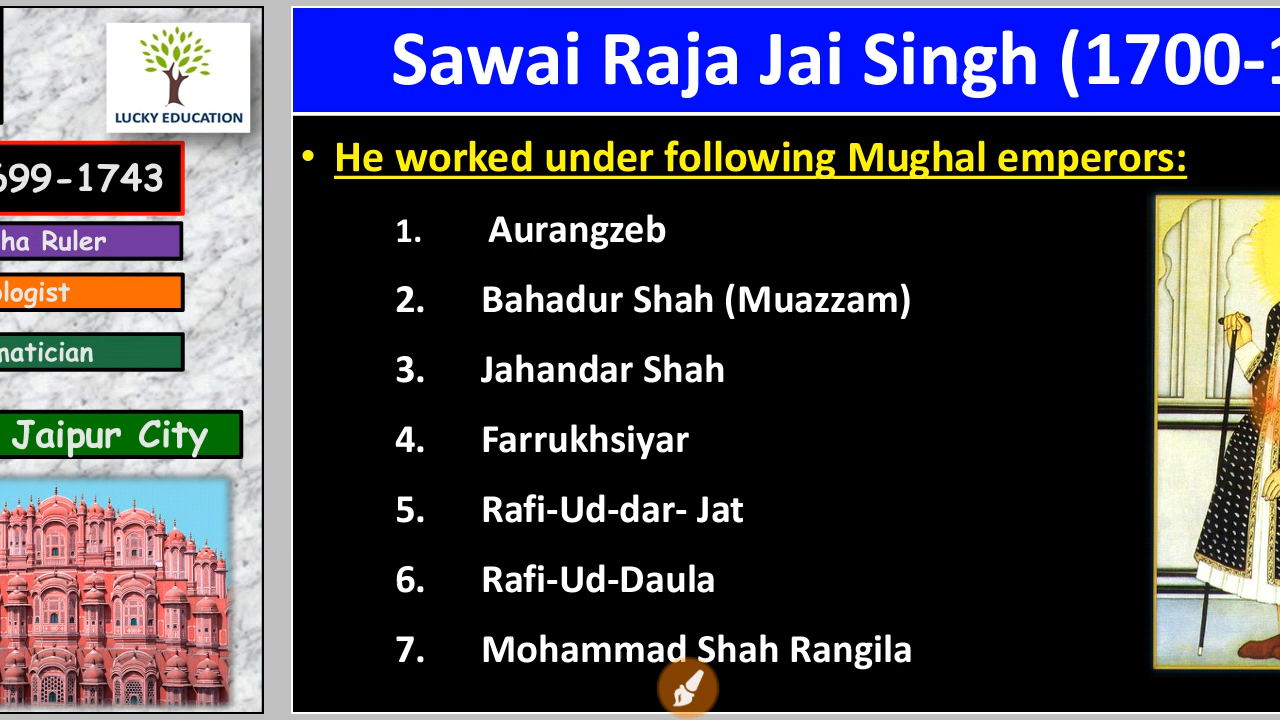 LUCKY EDUCATION
699-1743
ha Ruler
ologist
matician
Jaipur City
Sawai Raja Jai Singh (1700-1
• He worked under following Mughal emperors:
1. Aurangzeb
2. Bahadur Shah (Muazzam)
3. Jahandar Shah
4. Farrukhsiyar
5. Rafi-Ud-dar- Jat
6. Rafi-Ud-Daula
7. Mohammad Shah Rangila